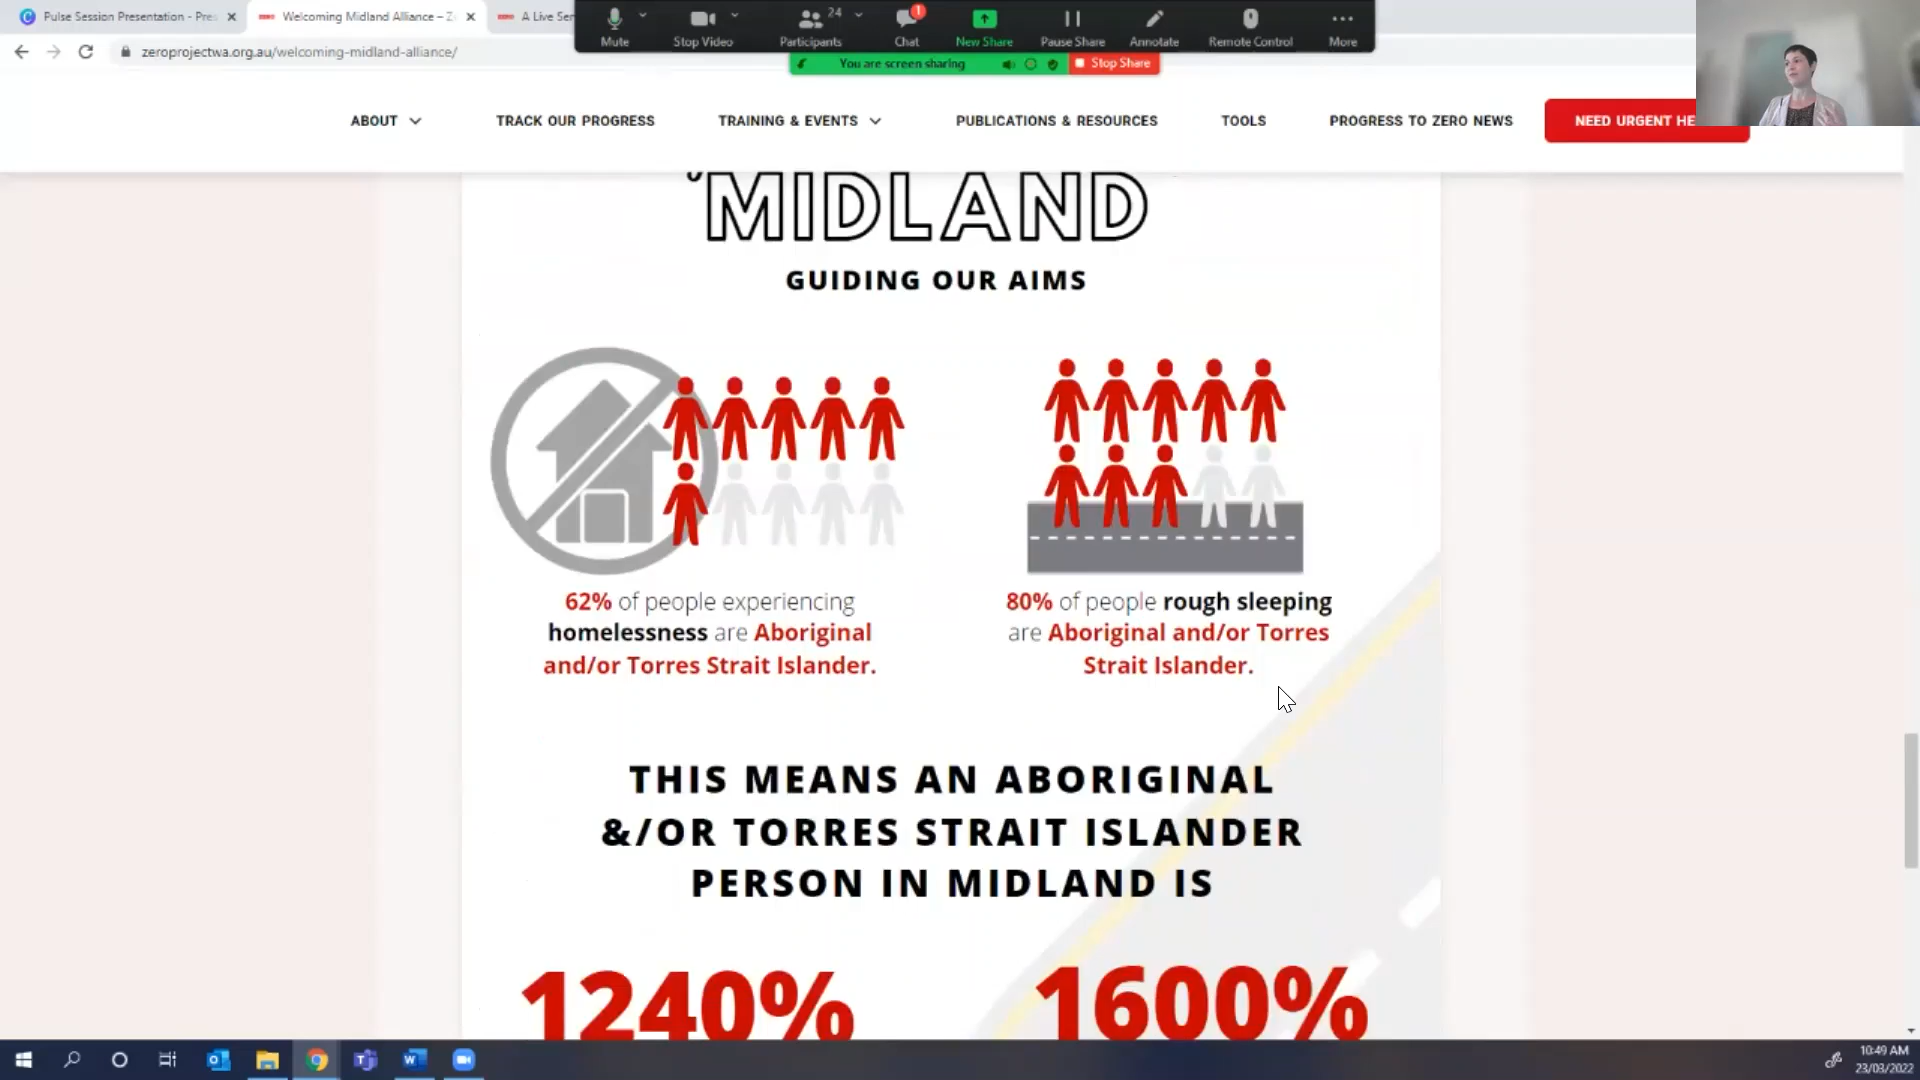 Pulse Session Presentation - Pres
Welcoming Midland Alliance – Z
A Live Ser
Mute
Stop Video
24
Participants
1
Chat
New Share
Pause Share
Annotate
Remote Control
More
zeroprojectwa.org.au/welcoming-midland-alliance/
You are screen sharing
Stop Share
ABOUT
TRACK OUR PROGRESS
TRAINING & EVENTS
PUBLICATIONS & RESOURCES
TOOLS
PROGRESS TO ZERO NEWS
NEED URGENT HE
MIDLAND
GUIDING OUR AIMS
62% of people experiencing
homelessness are Aboriginal
and/or Torres Strait Islander.
80% of people rough sleeping
are Aboriginal and/or Torres
Strait Islander.
THIS MEANS AN ABORIGINAL
&/OR TORRES STRAIT ISLANDER
PERSON IN MIDLAND IS
1240%
1600%
10:49 AM
23/03/2022